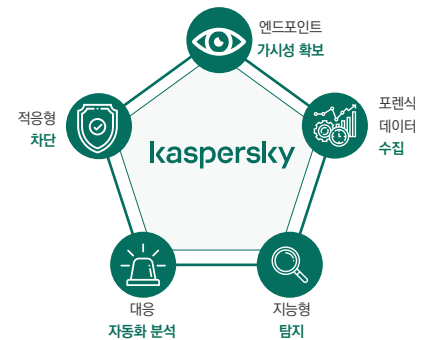 엔드포인트
가시성 확보
포렌식
데이터
수집
적응형
차단
kaspersky
대응
자동화 분석
지능형
탐지